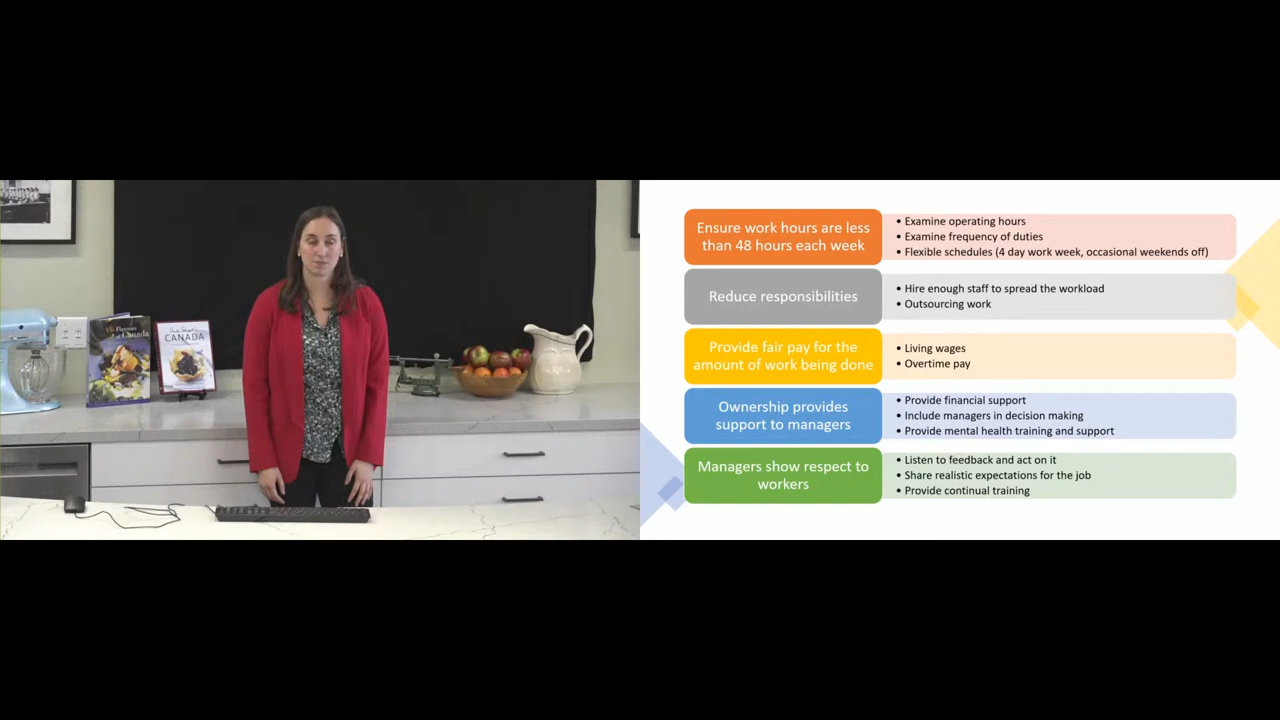 Flavours
of Canada
CANADA
Ensure work hours are less
than 48 hours each week
• Examine operating hours
• Examine frequency of duties
• Flexible schedules (4 day work week, occasional weekends off)
Reduce responsibilities
• Hire enough staff to spread the workload
• Outsourcing work
Provide fair pay for the
amount of work being done
• Living wages
• Overtime pay
Ownership provides
support to managers
• Provide financial support
• Include managers in decision making
• Provide mental health training and support
Managers show respect to
workers
• Listen to feedback and act on it
• Share realistic expectations for the job
• Provide continual training